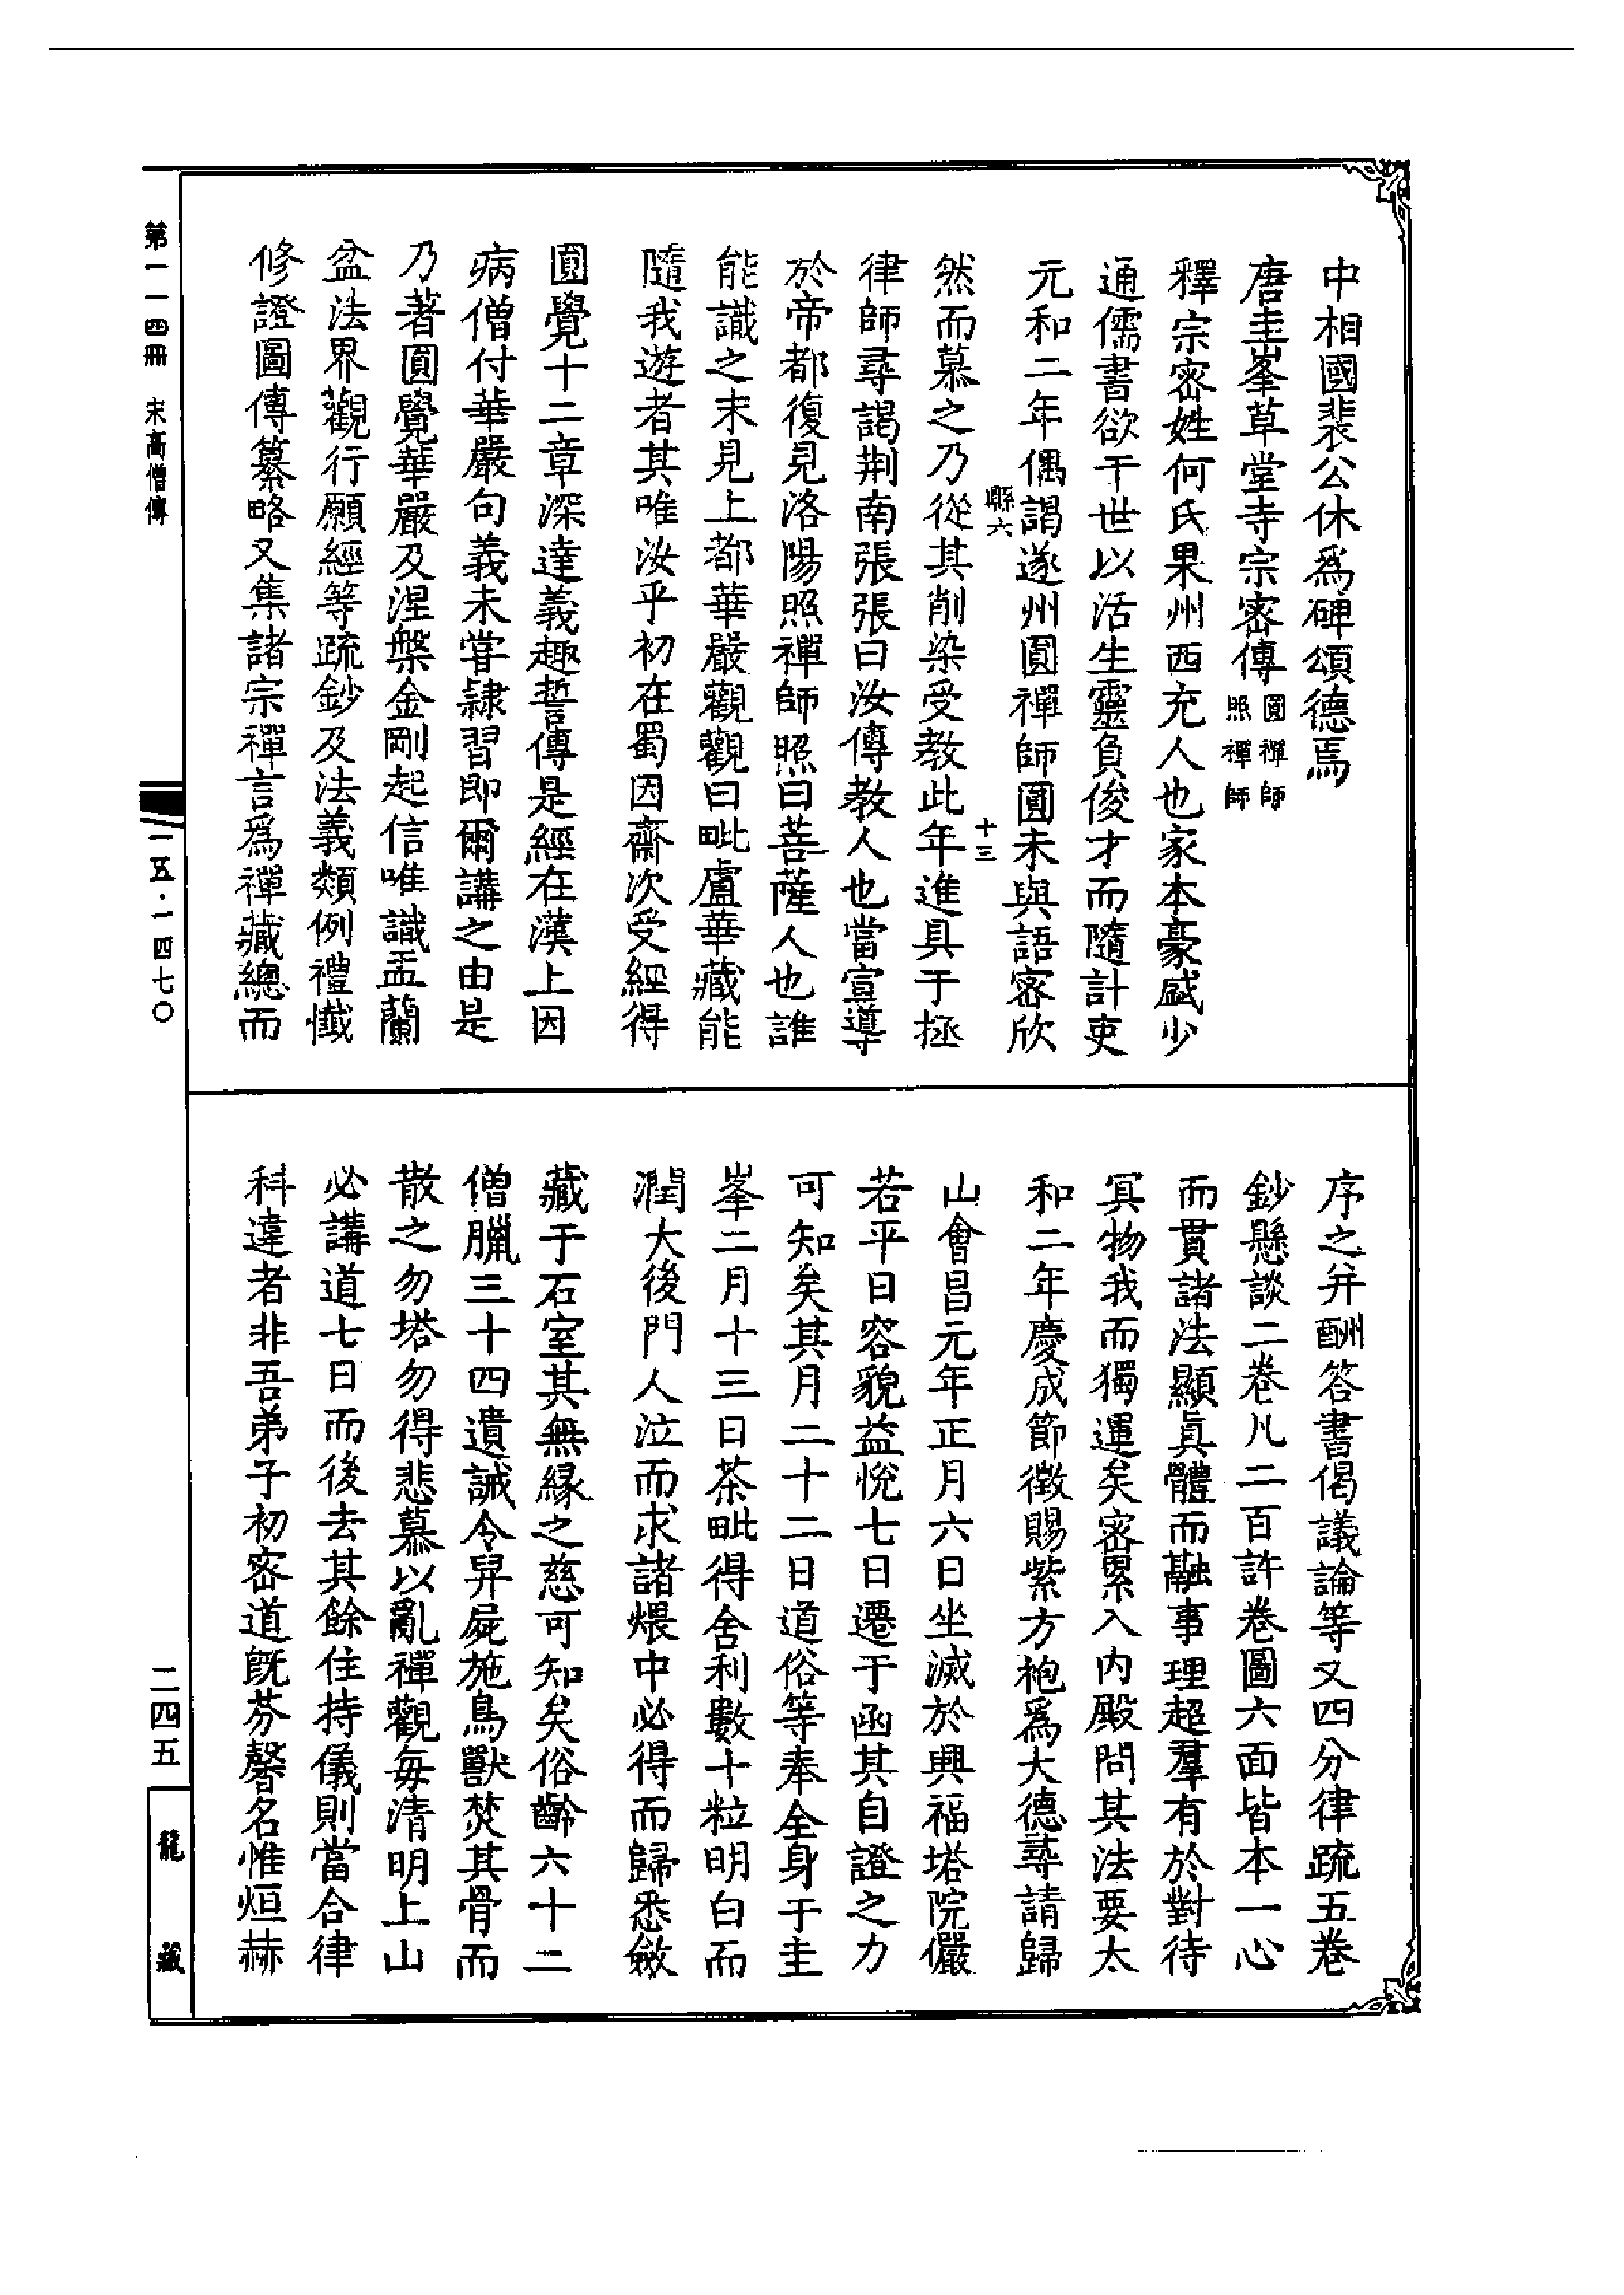 中相國裴公休爲碑頌德焉
唐圭峯草堂寺宗密傳 圓禪師 照禪師
釋宗密姓何氏果州西充人也家本豪盛少
通儒書欲干世以活生靈負俊才而隨計吏
元和二年偶謁遂州圓禪師圓未與語密欣
縣六 十三
然而慕之乃從其削染受教此年進具于拯
律師尋謁荆南張張曰汝傳教人也當宣導
於帝都復見洛陽照禪師照曰菩薩人也誰
能識之末見上都華嚴觀觀曰毗盧華藏能
隨我遊者其唯汝乎初在蜀因齋次受經得
圓覺十二章深達義趣誓傳是經在漢上因
病僧付華嚴句義未甞隸習即爾講之由是
乃著圓覺華嚴及涅槃金剛起信唯識盂蘭
盆法界觀行願經等疏鈔及法義類例禮懺
修證圖傳纂略又集諸宗禪言爲禪藏總而
序之并酬答書偈議論等又四分律疏五卷
鈔懸談二卷凡二百許卷圖六面皆本一心
而貫諸法顯眞體而融事理超羣有於對待
冥物我而獨運矣密累入内殿問其法要太
和二年慶成節徵賜紫方袍爲大德尋請歸
山會昌元年正月六日坐滅於興福塔院儼
若平日容貌益悅七日遷于函其自證之力
可知矣其月二十二日道俗等奉全身于圭
峯二月十三日茶毗得舍利數十粒明白而
潤大後門人泣而求諸煨中必得而歸悉斂
藏于石室其無緣之慈可知矣俗齡六十二
僧臘三十四遺誡令舁屍施鳥獸焚其骨而
散之勿塔勿得悲慕以亂禪觀每清明上山
必講道七日而後去其餘住持儀則當合律
科違者非吾弟子初密道旣芬馨名惟烜赫
第一一四冊 宋高僧傳
一五·一四七〇
二四五
龍藏